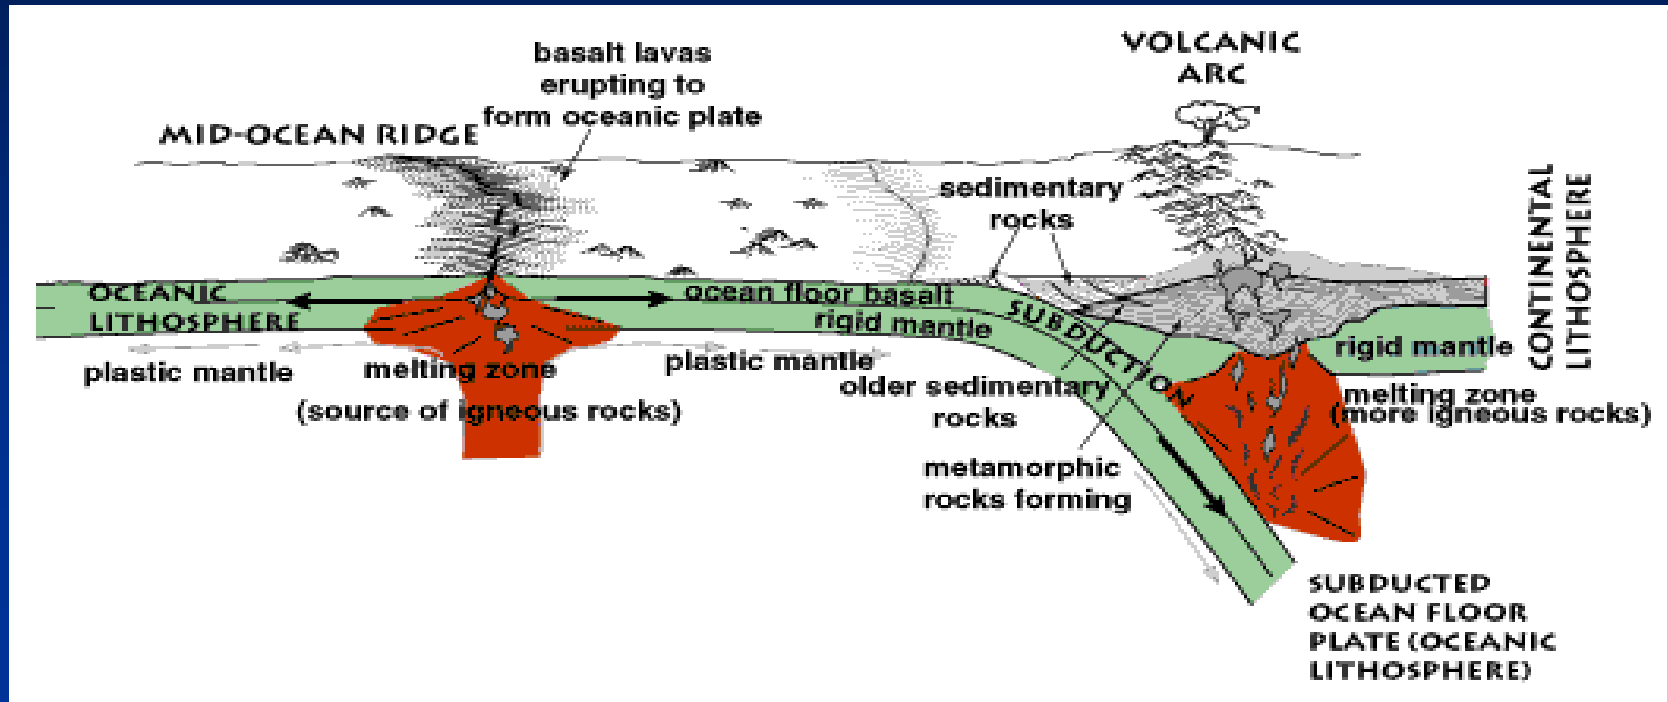 basalt lavas
erupting to
form oceanic plate
MID-OCEAN RIDGE
VOLCANIC
ARC
sedimentary
rocks
CONTINENTAL
LITHOSPHERE
OCEANIC
LITHOSPHERE
ocean floor basalt
rigid mantle
SUBDUCTION
rigid mantle
plastic mantle
melting zone
(source of igneous rocks)
plastic mantle
older sedimentary
rocks
melting zone
(more igneous rocks)
metamorphic
rocks forming
SUBDUCTED
OCEAN FLOOR
PLATE (OCEANIC
LITHOSPHERE)